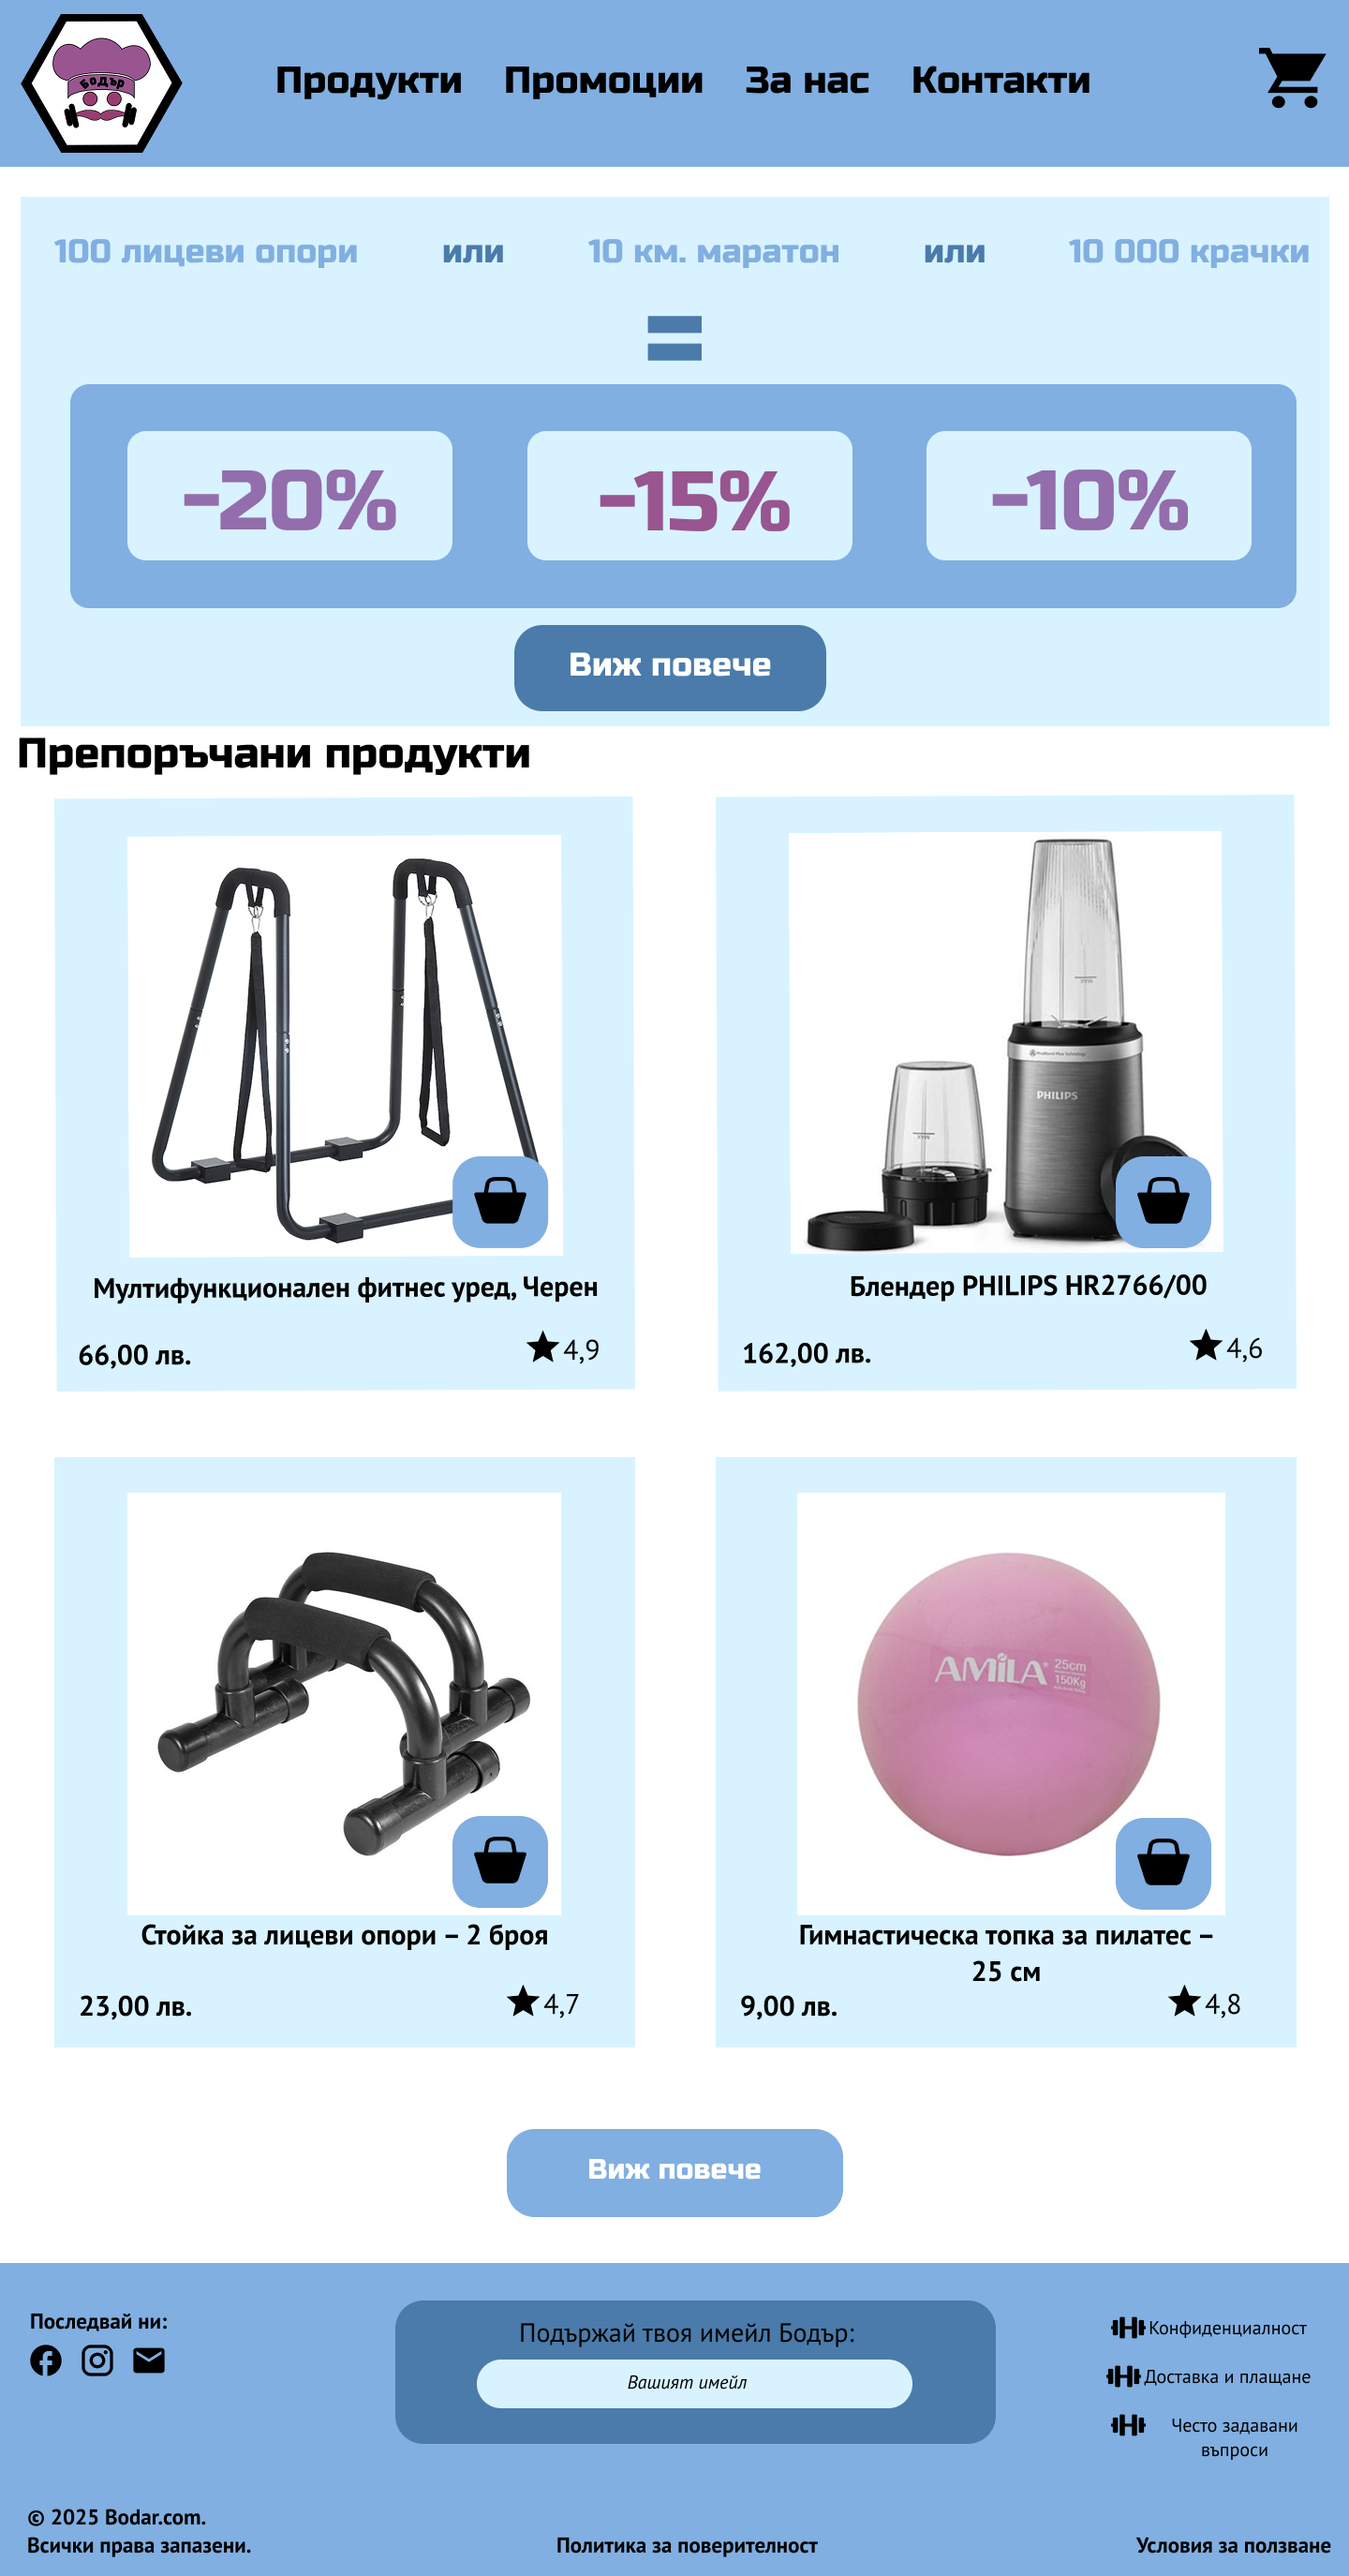 Бодър
Продукти Промоции За нас Контакти
100 лицеви опори или 10 км. маратон или 10 000 крачки
=
-20% -15% -10%
Виж повече
Препоръчани продукти
PHILIPS
Мултифункционален фитнес уред, Черен
66,00 лв. 4,9
Блендер PHILIPS HR2766/00
162,00 лв. 4,6
AMILA 25cm
150Kg
Стойка за лицеви опори – 2 броя
23,00 лв. 4,7
Гимнастическа топка за пилатес –
25 см
9,00 лв. 4,8
Виж повече
Последвай ни:
Подържай твоя имейл Бодър:
Вашият имейл
Конфиденциалност
Доставка и плащане
Често задавани
въпроси
© 2025 Bodar.com.
Всички права запазени.
Политика за поверителност
Условия за ползване